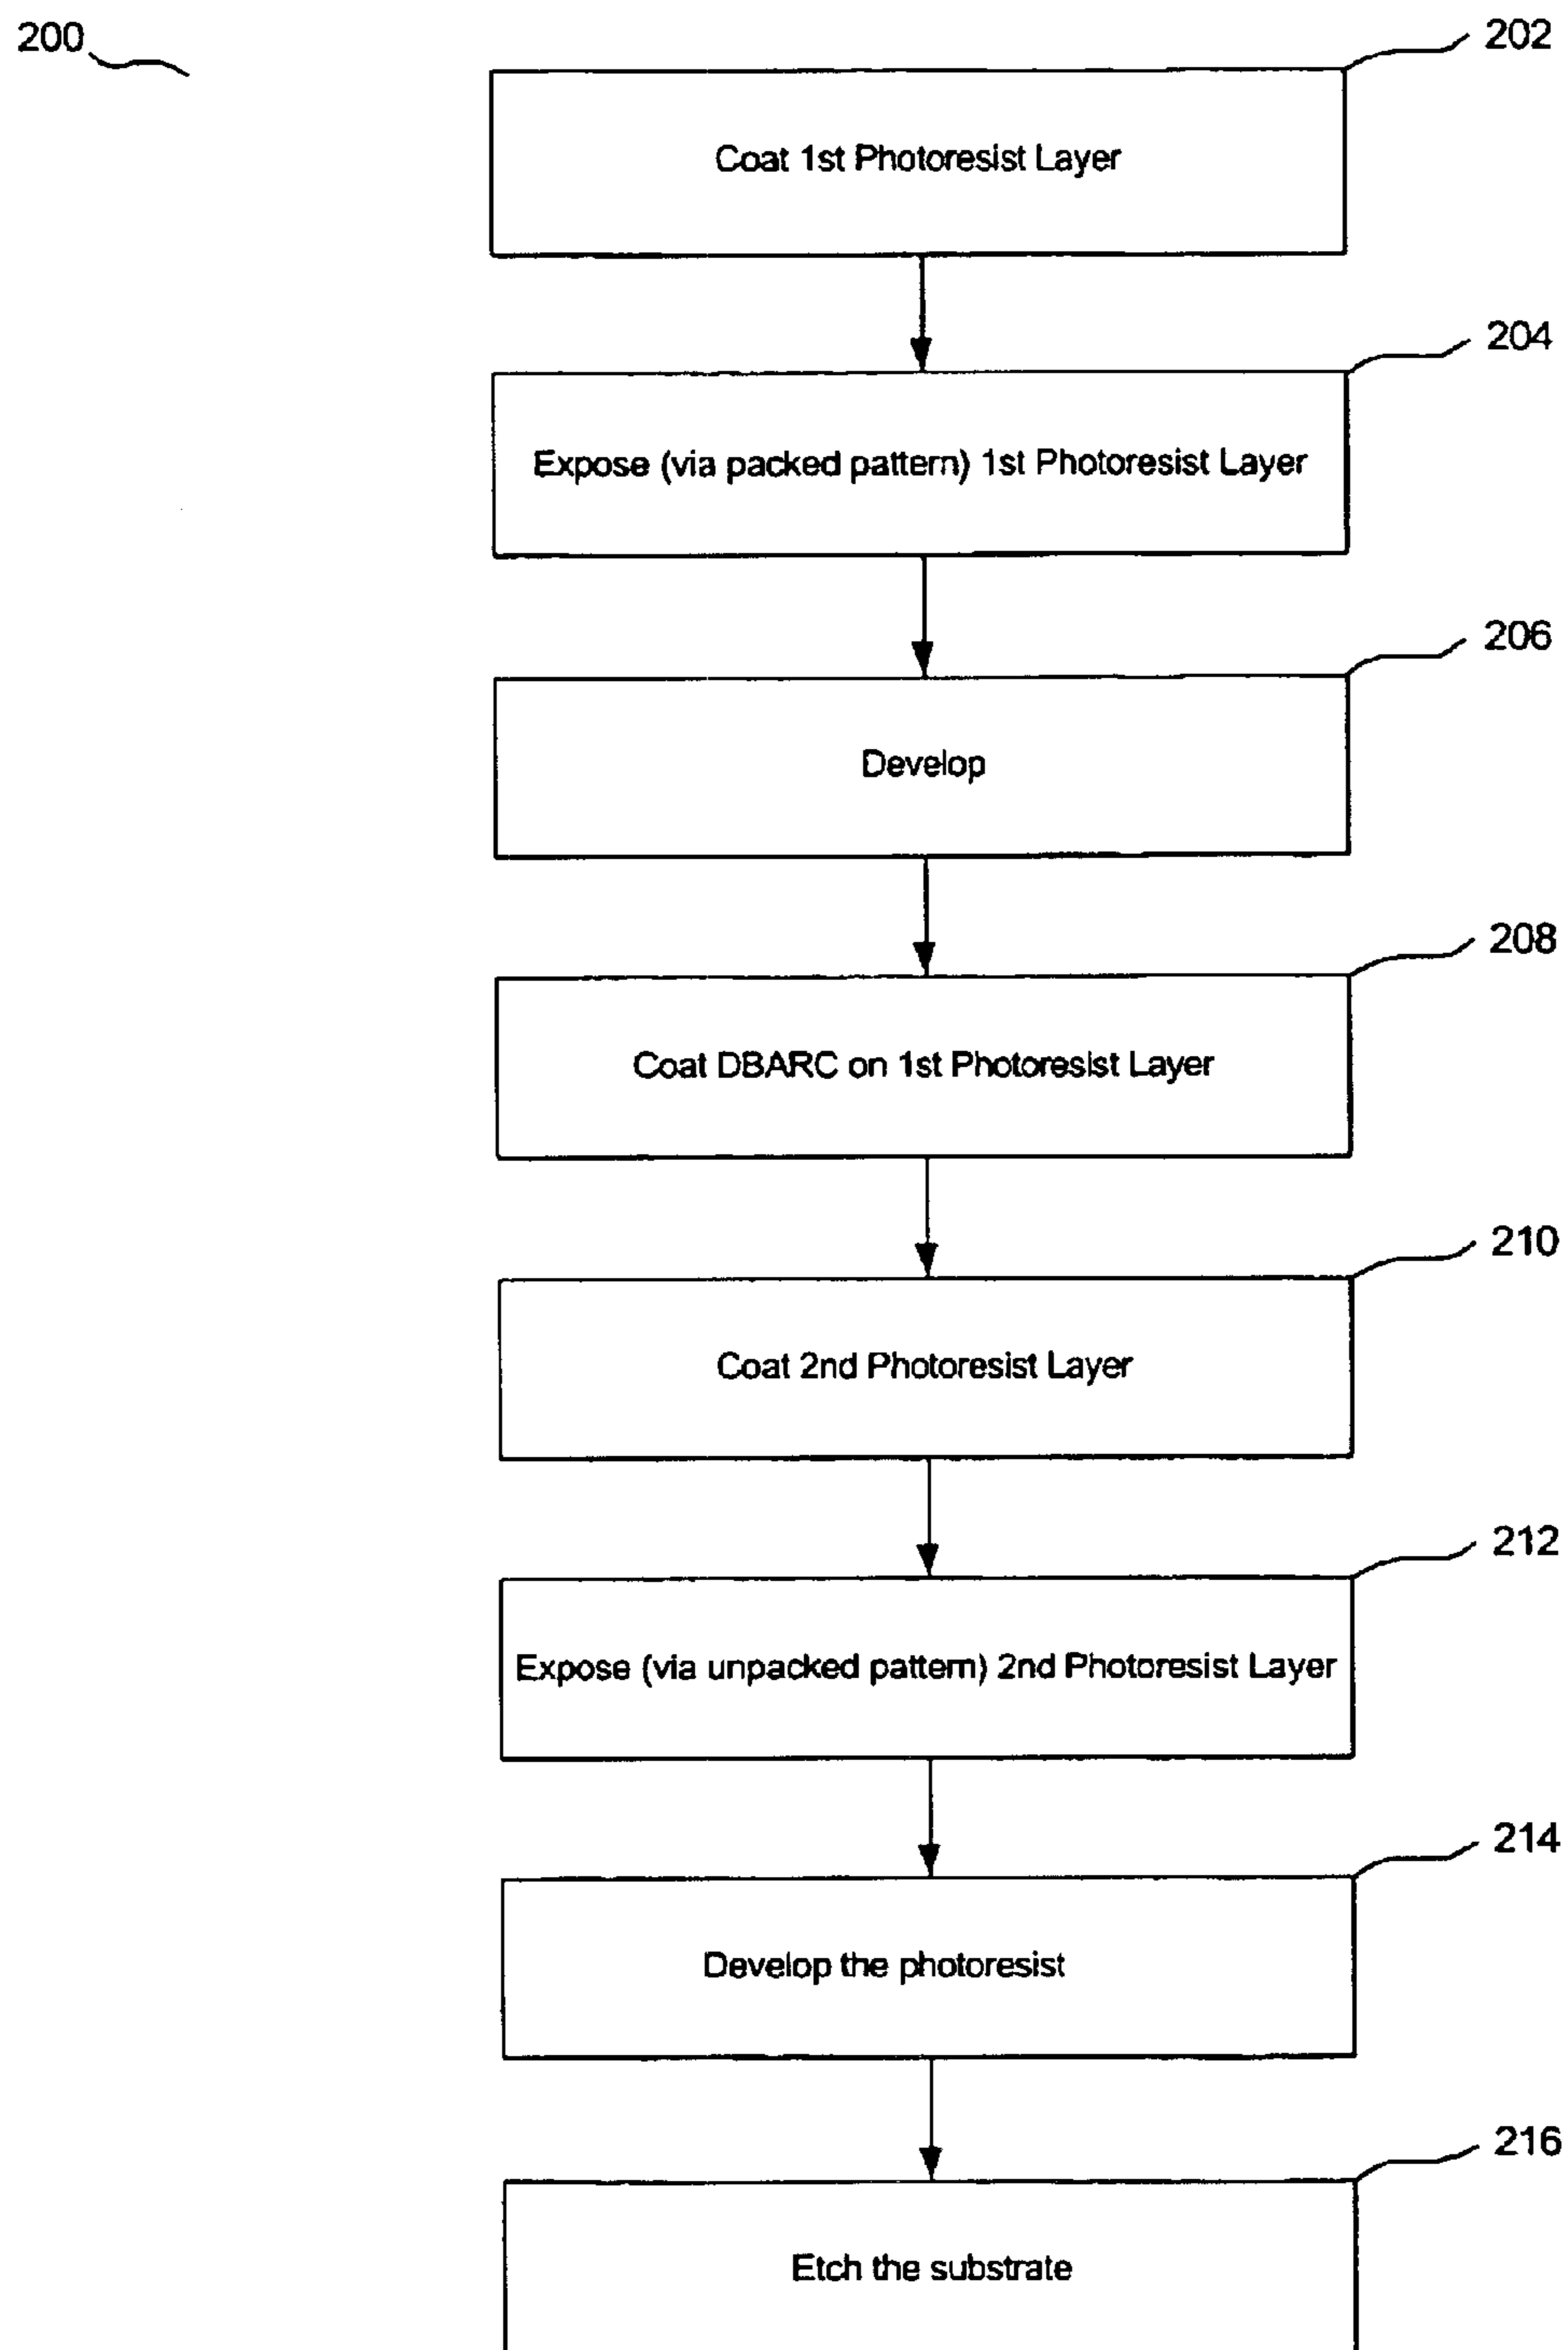 200
202
Coat 1st Photoresist Layer
204
Expose (via packed pattern) 1st Photoresist Layer
206
Develop
208
Coat DBARC on 1st Photoresist Layer
210
Coat 2nd Photoresist Layer
212
Expose (via unpacked pattern) 2nd Photoresist Layer
214
Develop the photoresist
216
Etch the substrate